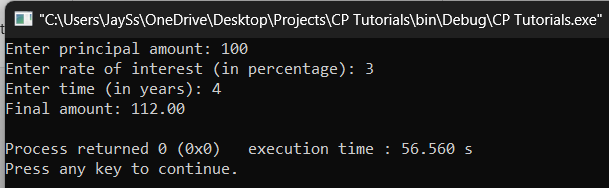 "C:\Users\JaySs\OneDrive\Desktop\Projects\CP Tutorials\bin\Debug\CP Tutorials.exe"
Enter principal amount: 100
Enter rate of interest (in percentage): 3
Enter time (in years): 4
Final amount: 112.00
Process returned 0 (0x0)   execution time : 56.560 s
Press any key to continue.